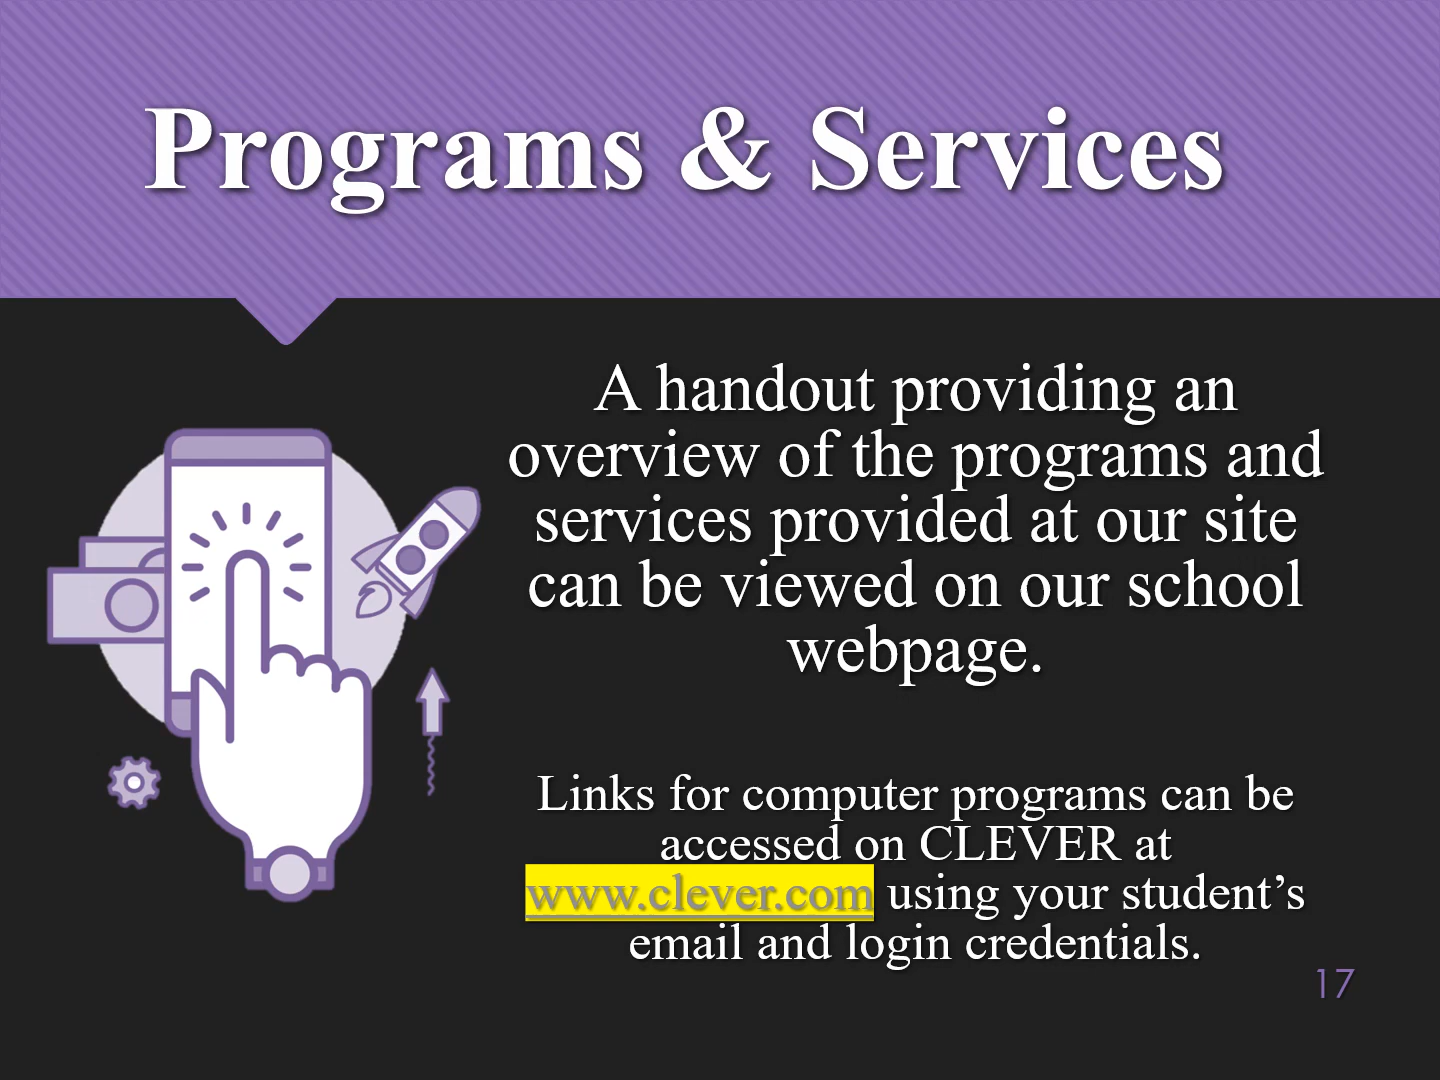 Programs & Services
A handout providing an
overview of the programs and
services provided at our site
can be viewed on our school
webpage.
Links for computer programs can be
accessed on CLEVER at
www.clever.com using your student’s
email and login credentials.
17